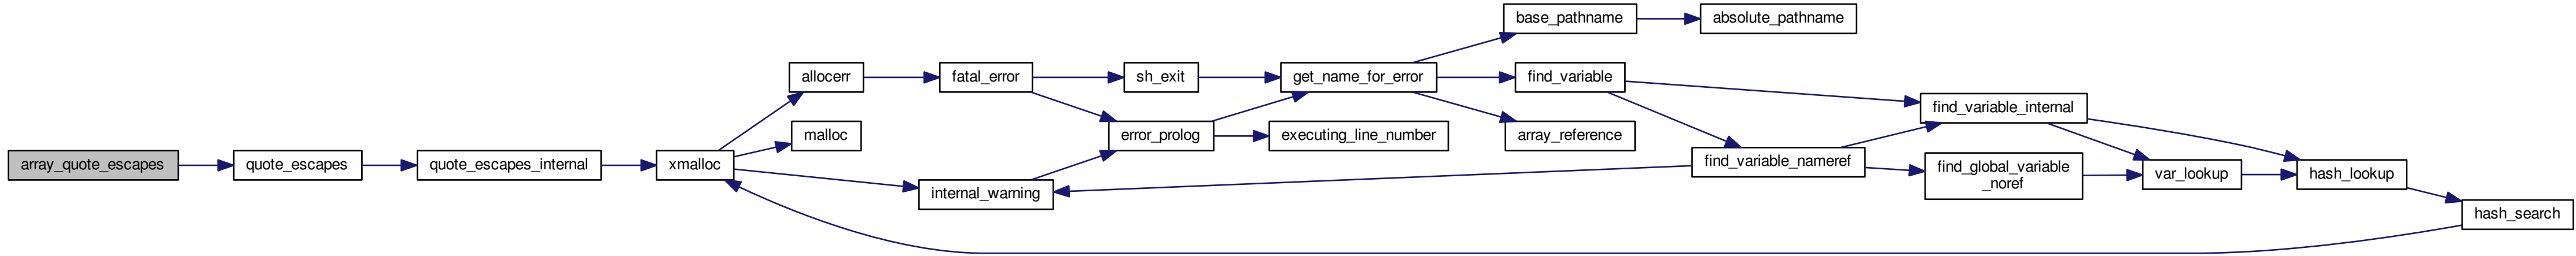 array_quote_escapes
quote_escapes
quote_escapes_internal
xmalloc
allocerr
malloc
internal_warning
fatal_error
error_prolog
sh_exit
executing_line_number
get_name_for_error
base_pathname
absolute_pathname
find_variable
array_reference
find_variable_nameref
find_variable_internal
find_global_variable
_noref
var_lookup
hash_lookup
hash_search